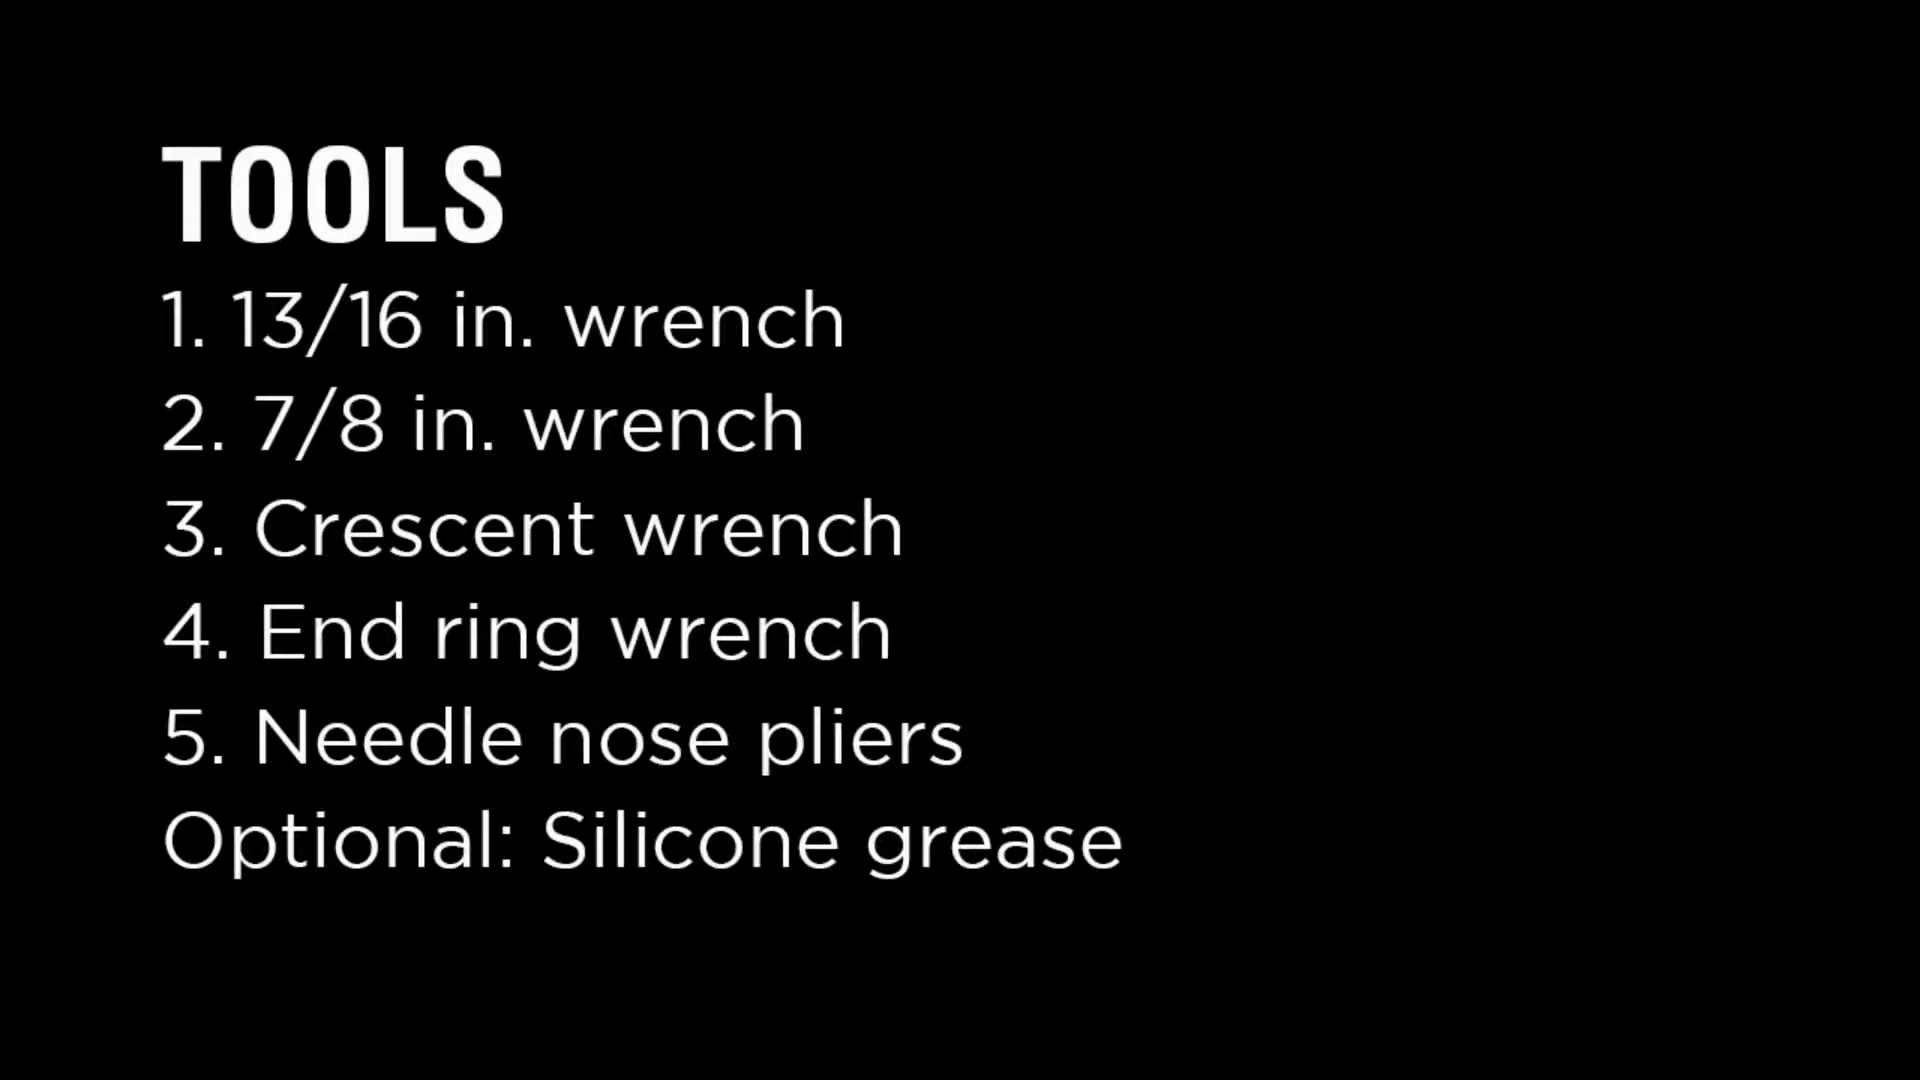 TOOLS
1. 13/16 in. wrench
2. 7/8 in. wrench
3. Crescent wrench
4. End ring wrench
5. Needle nose pliers
Optional: Silicone grease